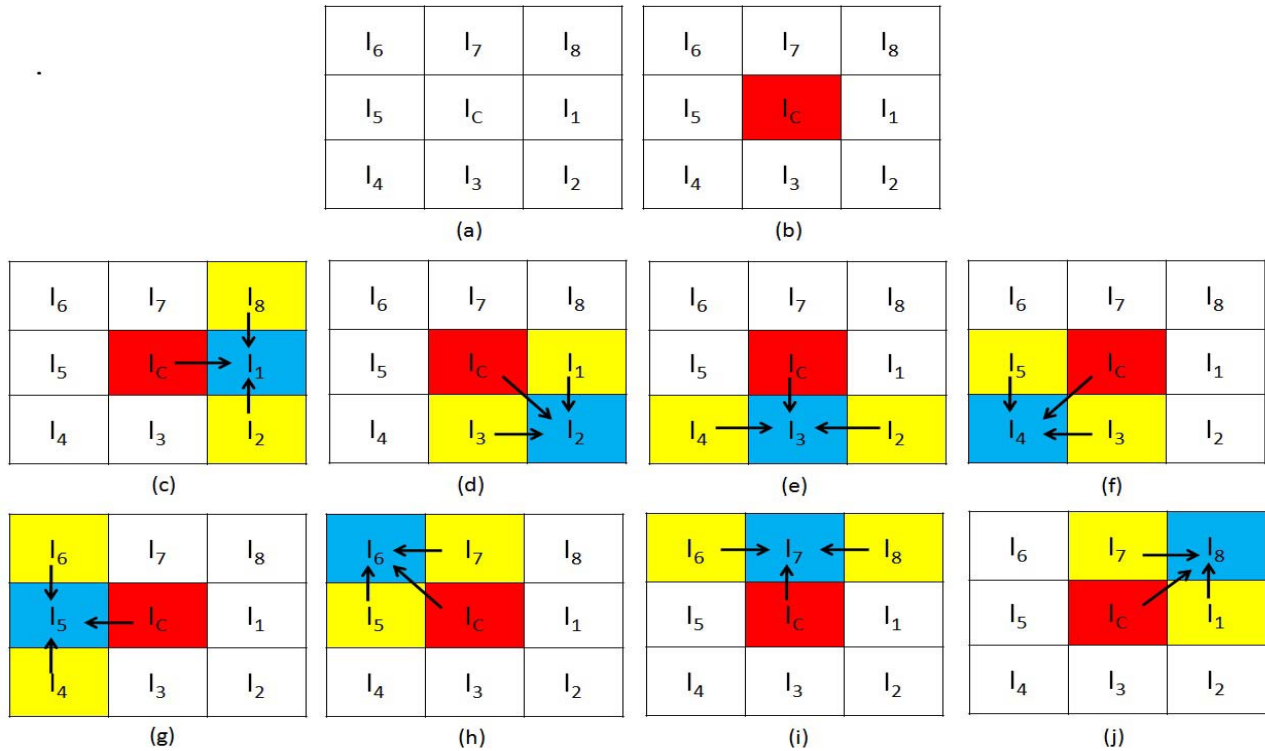 I6 I7 I8 I6 I7 I8
I5 IC I1 I5 IC I1
I4 I3 I2 I4 I3 I2
(a) (b)
I6 I7 I8 I6 I7 I8 I6 I7 I8 I6 I7 I8
I5 IC I1 I5 IC I1 I5 IC I1 I5 IC I1
I4 I3 I2 I4 I3 I2 I4 I3 I2 I4 I3 I2
(c) (d) (e) (f)
I6 I7 I8 I6 I7 I8 I6 I7 I8 I6 I7 I8
I5 IC I1 I5 IC I1 I5 IC I1 I5 IC I1
I4 I3 I2 I4 I3 I2 I4 I3 I2 I4 I3 I2
(g) (h) (i) (j)